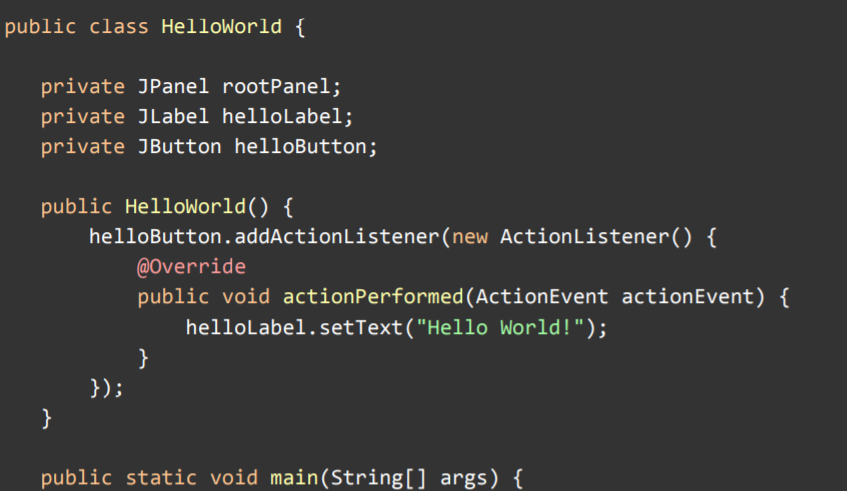 public class HelloWorld {
private JPanel rootPanel;
private JLabel helloLabel;
private JButton helloButton;
public HelloWorld() {
helloButton.addActionListener(new ActionListener() {
@Override
public void actionPerformed(ActionEvent actionEvent) {
helloLabel.setText("Hello World!");
}
});
}
public static void main(String[] args) {